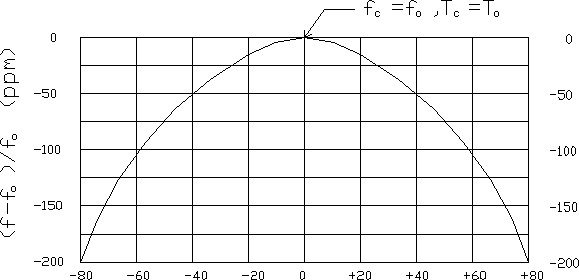 fc = fo , Tc = To
(f-fo)/fo (ppm)
0 0
-50 -50
-100 -100
-150 -150
-200 -200
-80 -60 -40 -20 0 +20 +40 +60 +80